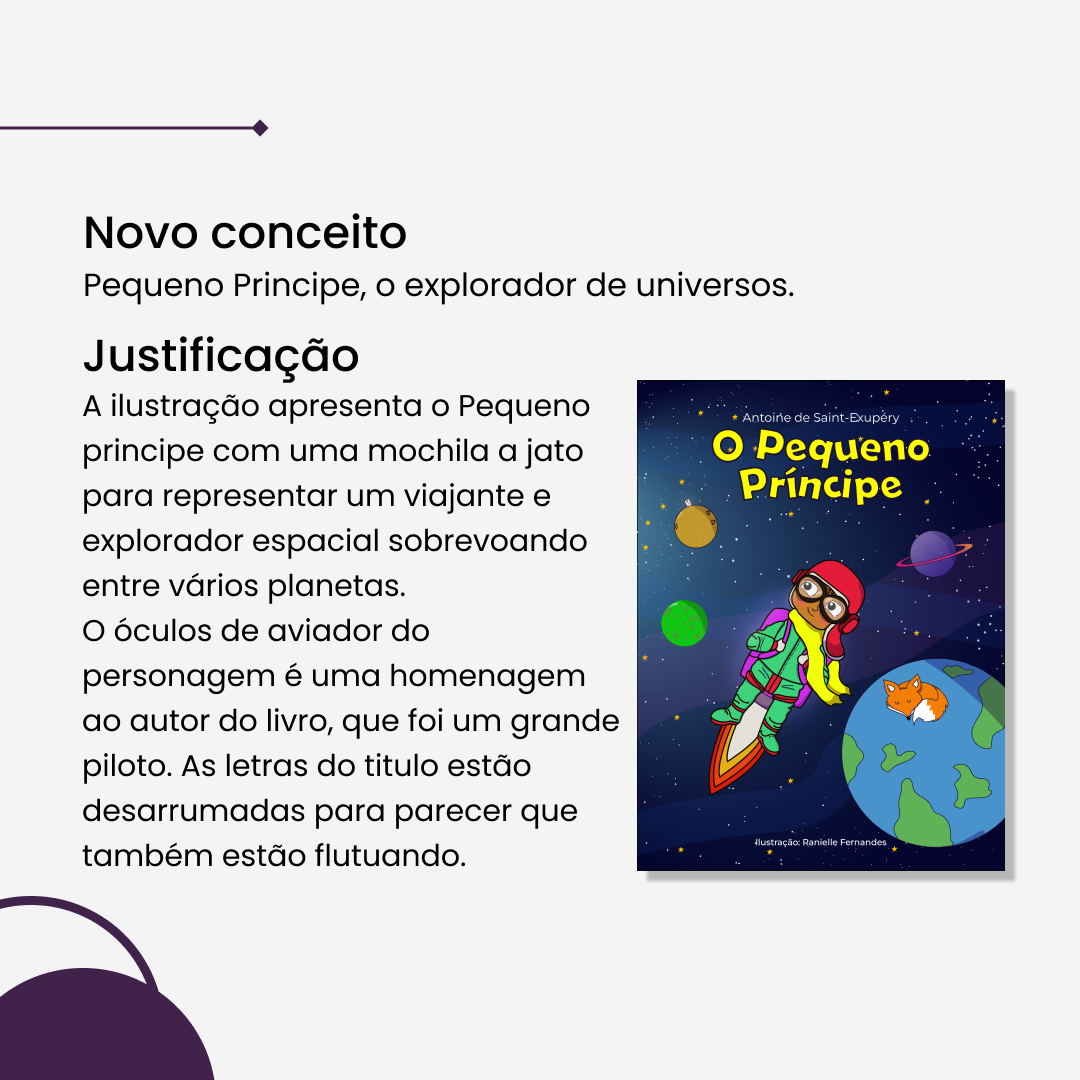 Novo conceito
Pequeno Principe, o explorador de universos.
Justificação
A ilustração apresenta o Pequeno
principe com uma mochila a jato
para representar um viajante e
explorador espacial sobrevoando
entre vários planetas.
O óculos de aviador do
personagem é uma homenagem
ao autor do livro, que foi um grande
piloto. As letras do titulo estão
desarrumadas para parecer que
também estão flutuando.
Antoine de Saint-Exupéry
O Pequeno
Príncipe
Ilustração: Ranielle Fernandes